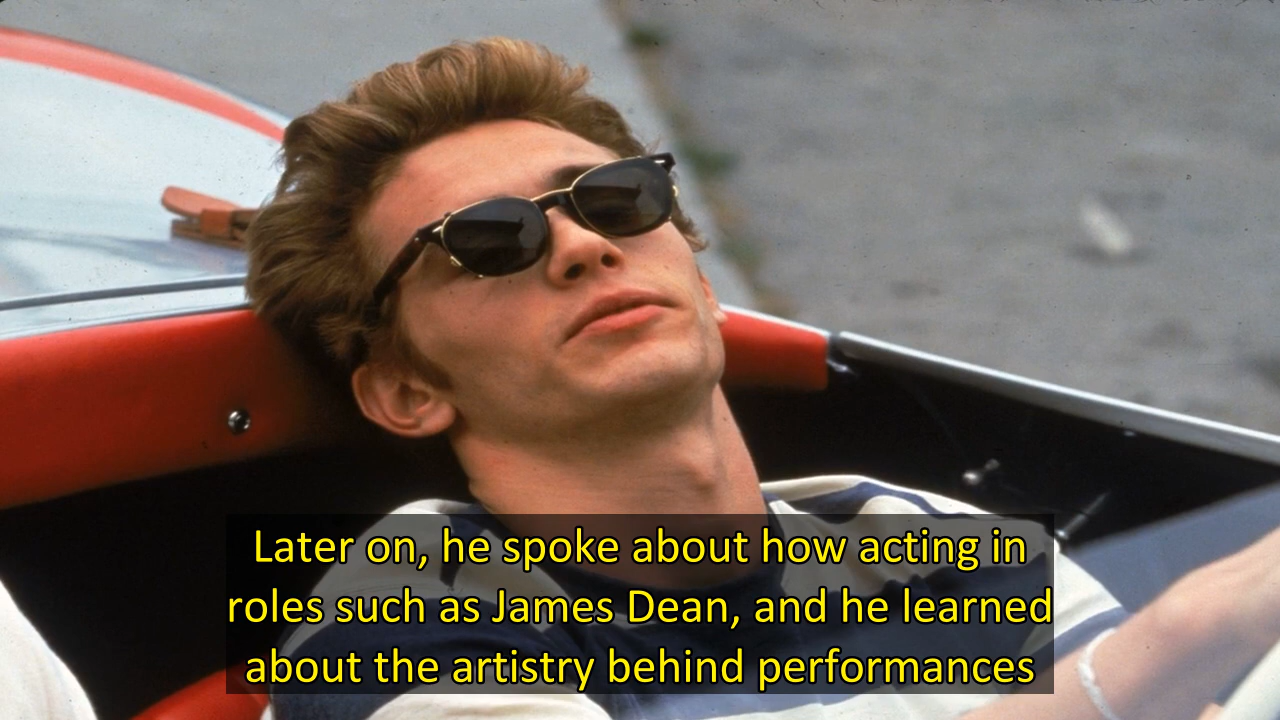 Later on, he spoke about how acting in
roles such as James Dean, and he learned
about the artistry behind performances